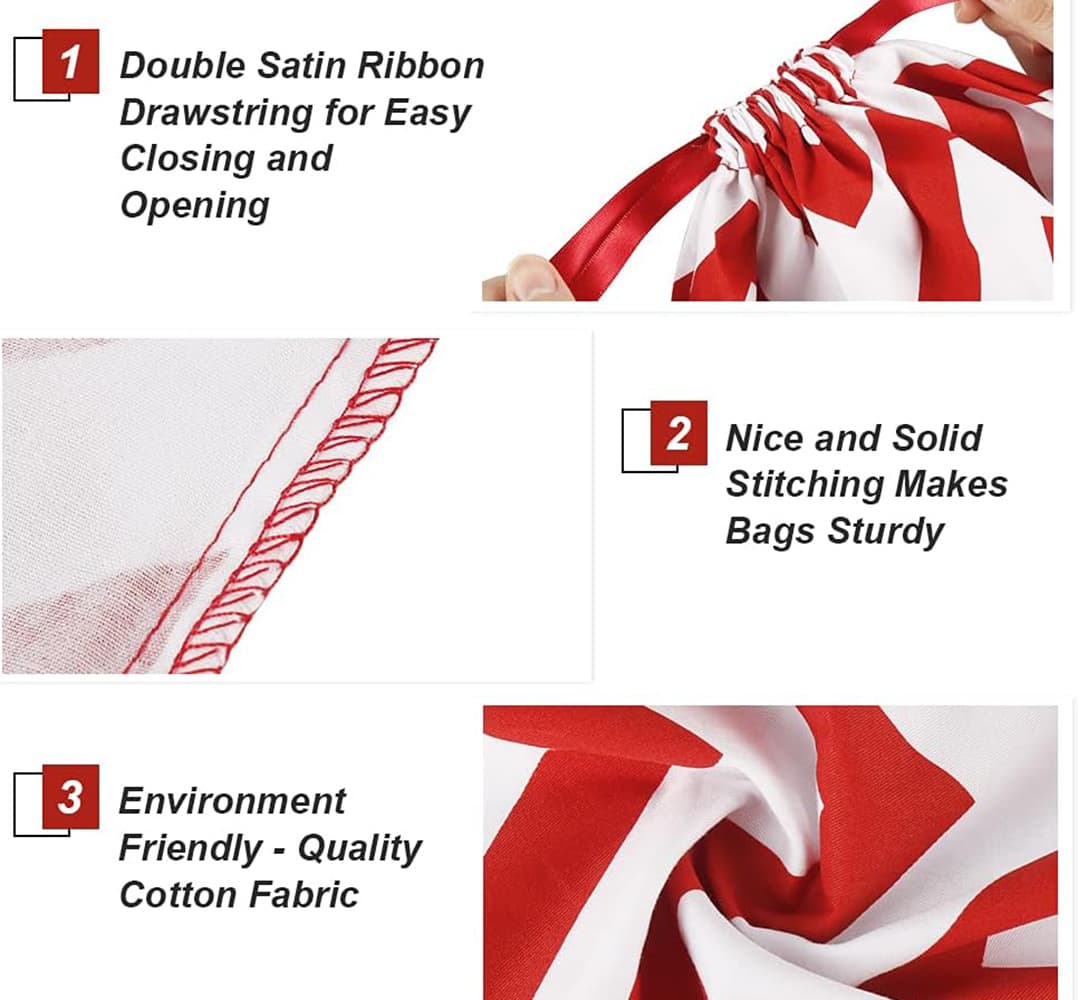 1
Double Satin Ribbon
Drawstring for Easy
Closing and
Opening
2
Nice and Solid
Stitching Makes
Bags Sturdy
3
Environment
Friendly - Quality
Cotton Fabric